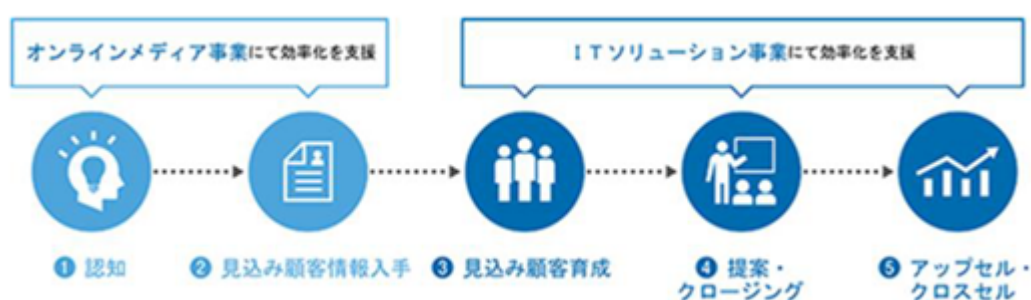 オンラインメディア事業にて効率化を支援
ITソリューション事業にて効率化を支援
❶ 認知
❷ 見込み顧客情報入手
❸ 見込み顧客育成
❹ 提案・
クロージング
❺ アップセル・
クロスセル